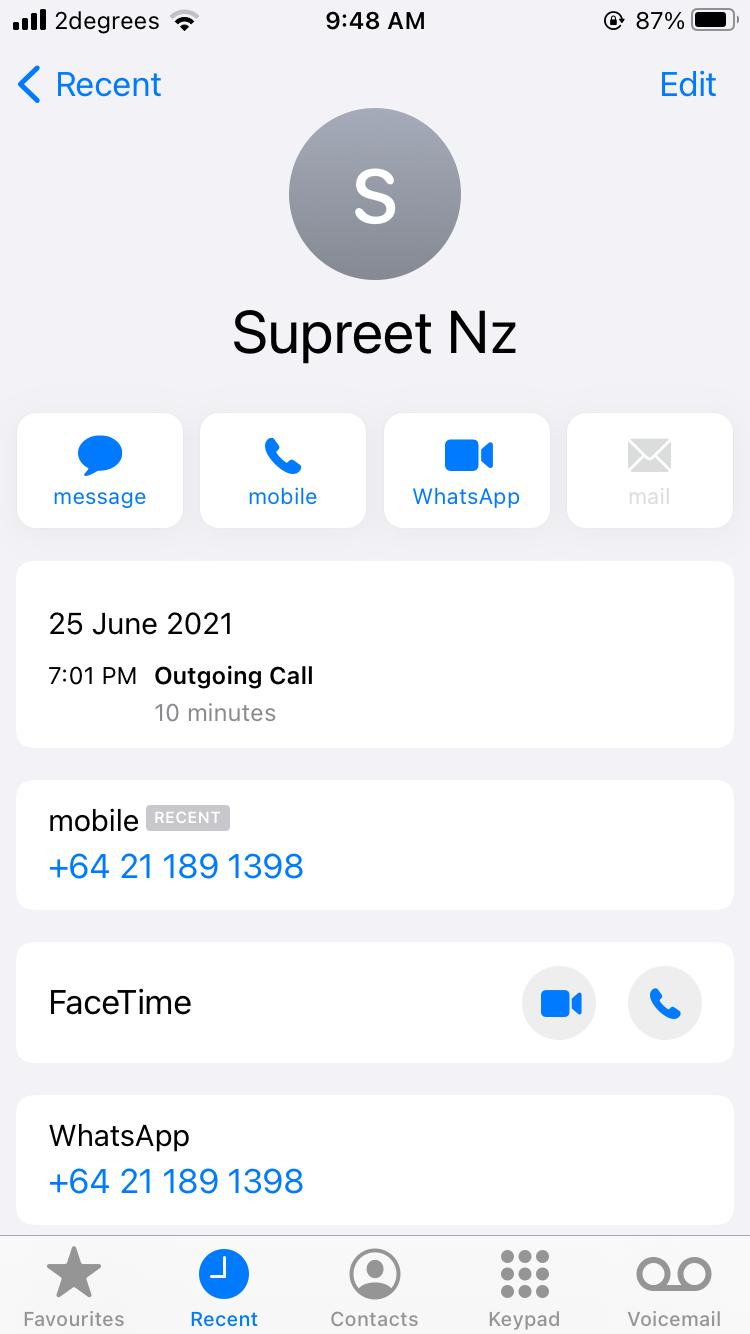 2degrees 9:48 AM 87%
Recent Edit
S
Supreet Nz
message mobile WhatsApp mail
25 June 2021
7:01 PM Outgoing Call
10 minutes
mobile RECENT
+64 21 189 1398
FaceTime
WhatsApp
+64 21 189 1398
Favourites Recent Contacts Keypad Voicemail